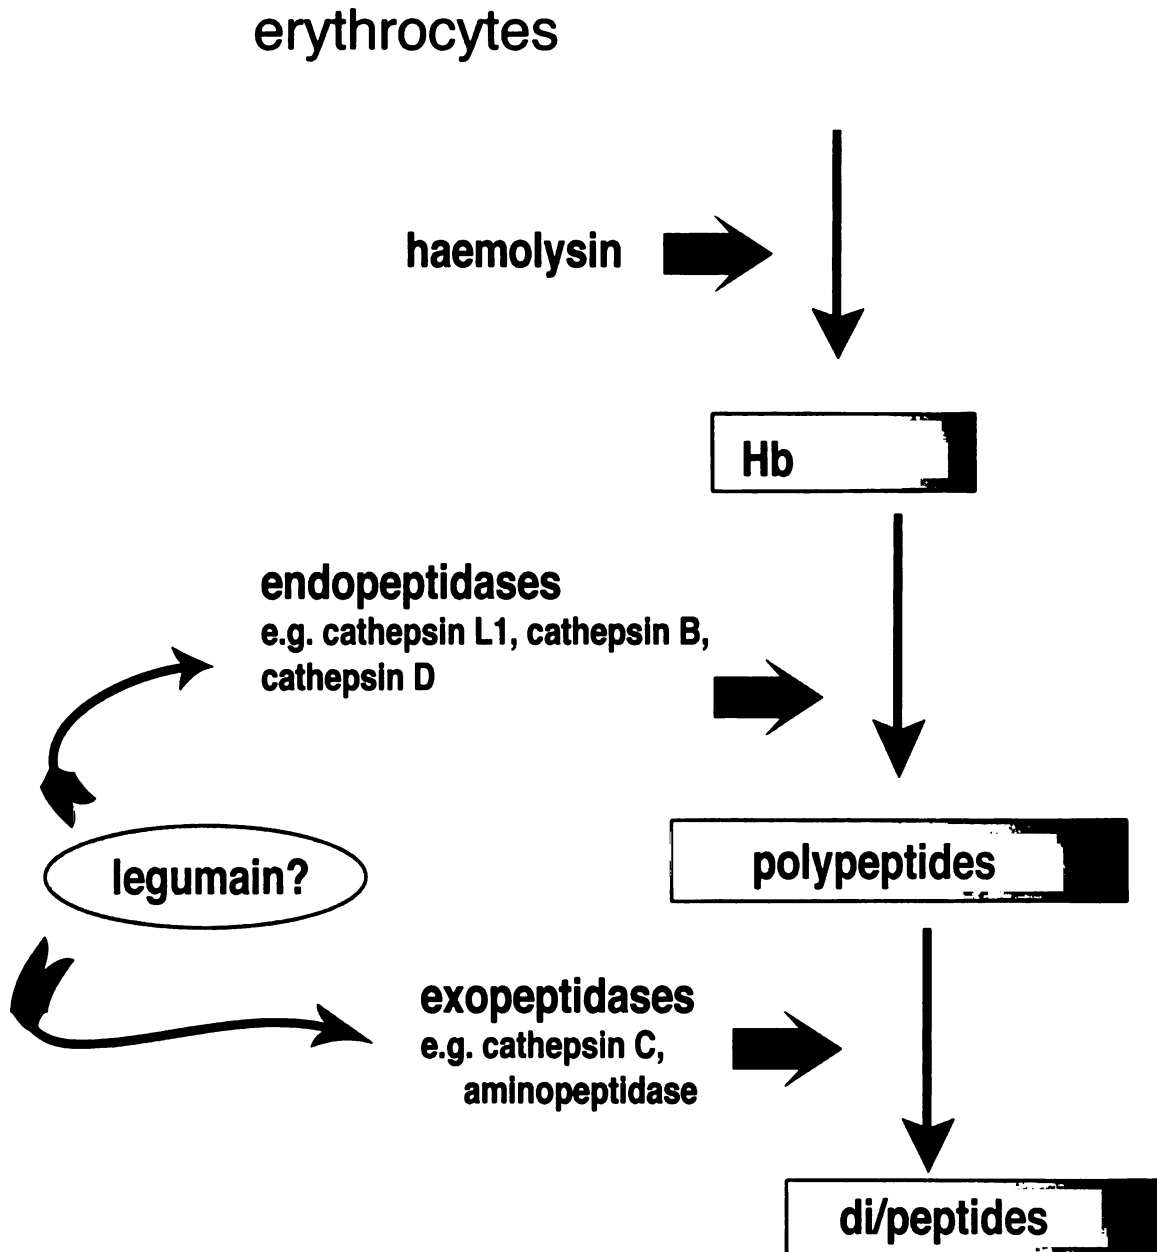 erythrocytes
haemolysin
Hb
endopeptidases
e.g. cathepsin L1, cathepsin B,
cathepsin D
legumain?
polypeptides
exopeptidases
e.g. cathepsin C,
aminopeptidase
di/peptides